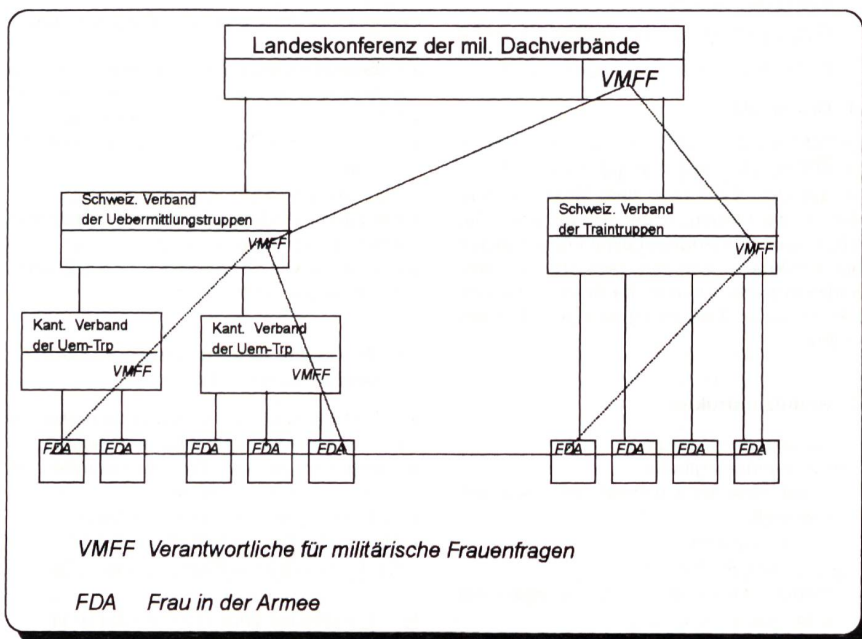 Landeskonferenz der mil. Dachverbände
VMFF
Schweiz. Verband
der Uebermittlungstruppen
VMFF
Schweiz. Verband
der Traintruppen
VMFF
Kant. Verband
der Uem-Trp
VMFF
Kant. Verband
der Uem-Trp
VMFF
FDA FDA FDA FDA FDA FDA FDA FDA FDA
VMFF Verantwortliche für militärische Frauenfragen
FDA Frau in der Armee